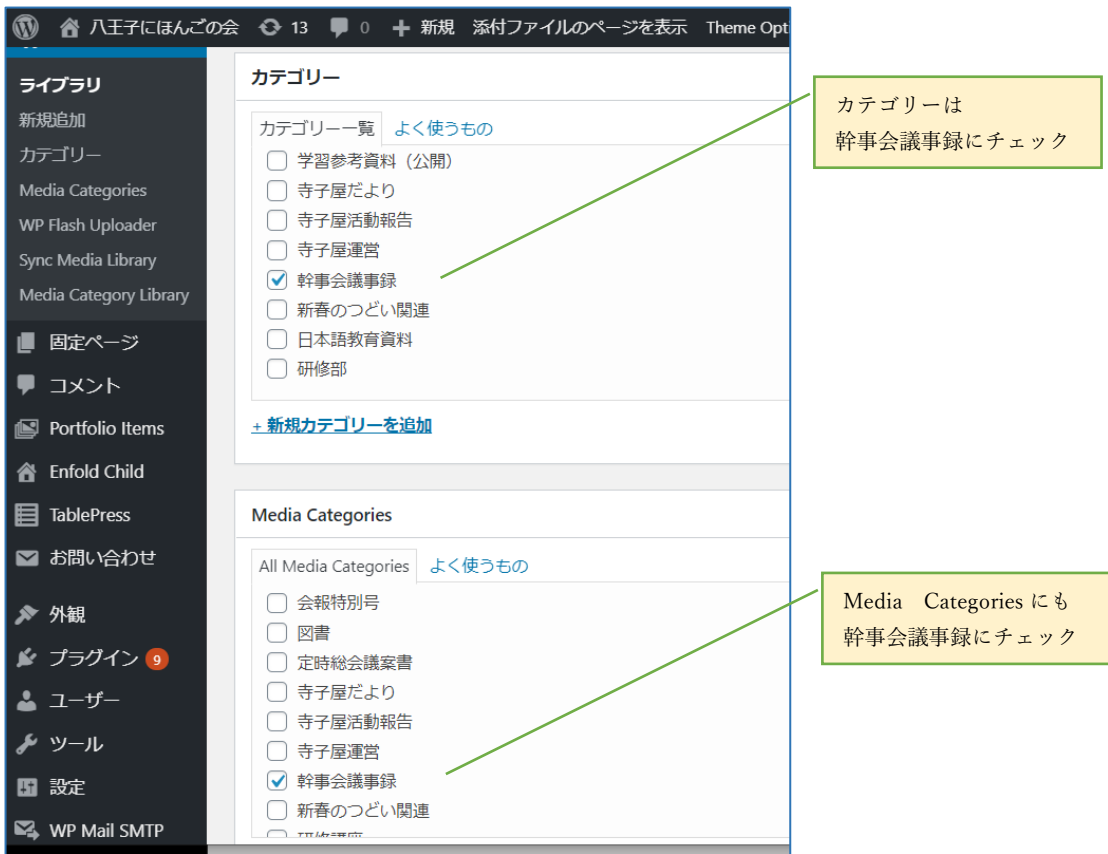 八王子にほんごの会 13 0 新規 添付ファイルのページを表示 Theme Opt
ライブラリ
新規追加
カテゴリー
Media Categories
WP Flash Uploader
Sync Media Library
Media Category Library
固定ページ
コメント
Portfolio Items
Enfold Child
TablePress
お問い合わせ
外観
プラグイン 9
ユーザー
ツール
設定
WP Mail SMTP
カテゴリー
カテゴリー一覧 よく使うもの
学習参考資料（公開）
寺子屋だより
寺子屋活動報告
寺子屋運営
幹事会議事録
新春のつどい関連
日本語教育資料
研修部
+ 新規カテゴリーを追加
Media Categories
All Media Categories よく使うもの
会報特別号
図書
定時総会議案書
寺子屋だより
寺子屋活動報告
寺子屋運営
幹事会議事録
新春のつどい関連
カテゴリーは
幹事会議事録にチェック
Media　Categories にも
幹事会議事録にチェック